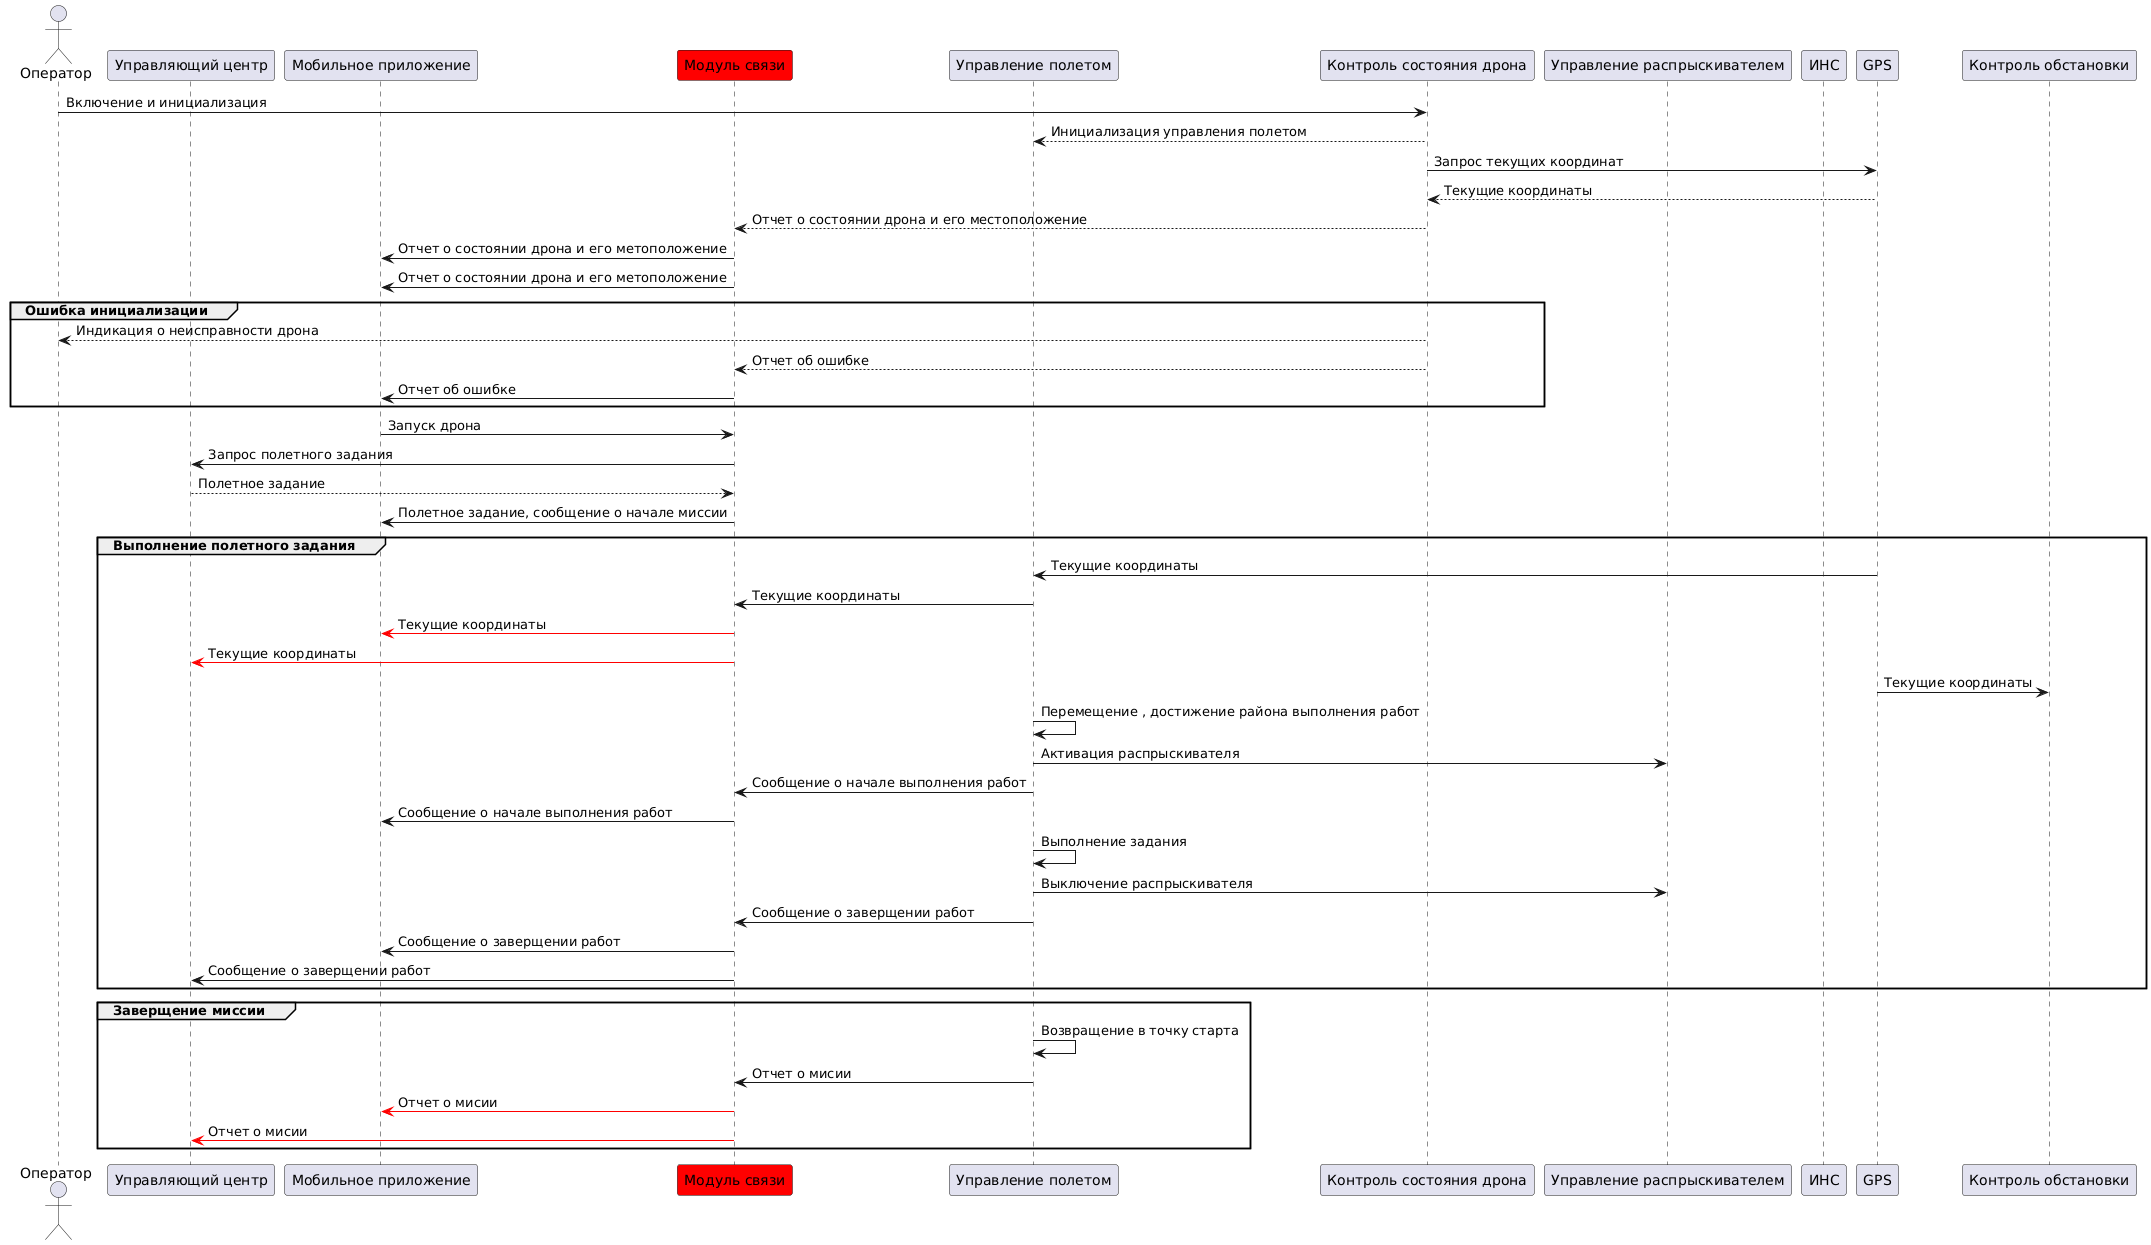 Оператор
Управляющий центр
Мобильное приложение
Модуль связи
Управление полетом
Контроль состояния дрона
Управление распрыскивателем
ИНС
GPS
Контроль обстановки
Включение и инициализация
Инициализация управления полетом
Запрос текущих координат
Текущие координаты
Отчет о состоянии дрона и его местоположение
Отчет о состоянии дрона и его метоположение
Отчет о состоянии дрона и его метоположение
Ошибка инициализации
Индикация о неисправности дрона
Отчет об ошибке
Отчет об ошибке
Запуск дрона
Запрос полетного задания
Полетное задание
Полетное задание, сообщение о начале миссии
Выполнение полетного задания
Текущие координаты
Текущие координаты
Текущие координаты
Текущие координаты
Текущие координаты
Перемещение , достижение района выполнения работ
Активация распрыскивателя
Сообщение о начале выполнения работ
Сообщение о начале выполнения работ
Выполнение задания
Выключение распрыскивателя
Сообщение о заверщении работ
Сообщение о заверщении работ
Сообщение о заверщении работ
Заверщение миссии
Возвращение в точку старта
Отчет о мисии
Отчет о мисии
Отчет о мисии
Оператор
Управляющий центр
Мобильное приложение
Модуль связи
Управление полетом
Контроль состояния дрона
Управление распрыскивателем
ИНС
GPS
Контроль обстановки